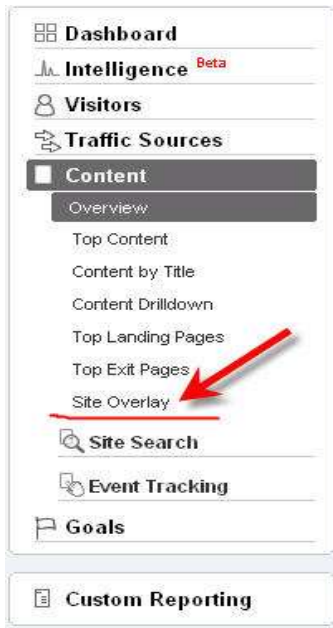 Dashboard
Intelligence Beta
Visitors
Traffic Sources
Content
Overview
Top Content
Content by Title
Content Drilldown
Top Landing Pages
Top Exit Pages
Site Overlay
Site Search
Event Tracking
Goals
Custom Reporting